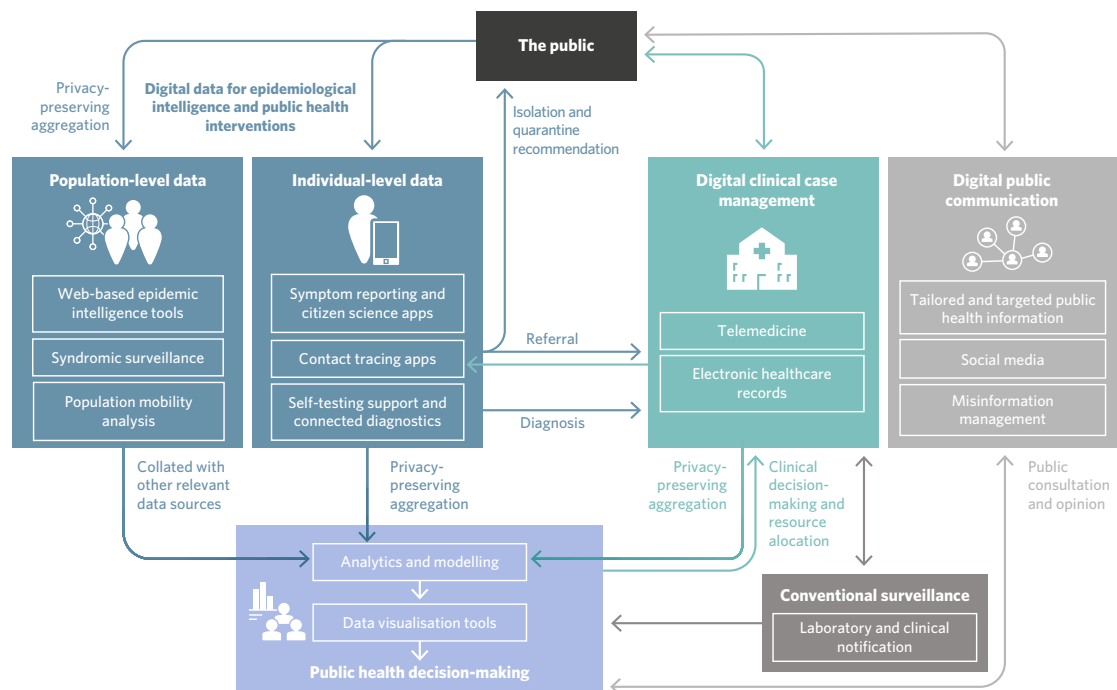 The public
Privacy-
preserving
aggregation
Digital data for epidemiological
intelligence and public health
interventions
Isolation and
quarantine
recommendation
Population-level data
Web-based epidemic
intelligence tools
Syndromic surveillance
Population mobility
analysis
Individual-level data
Symptom reporting and
citizen science apps
Contact tracing apps
Self-testing support and
connected diagnostics
Referral
Diagnosis
Digital clinical case
management
Telemedicine
Electronic healthcare
records
Digital public
communication
Tailored and targeted public
health information
Social media
Misinformation
management
Collated with
other relevant
data sources
Privacy-
preserving
aggregation
Privacy-
preserving
aggregation
Clinical
decision-
making and
resource
alocation
Public
consultation
and opinion
Analytics and modelling
Data visualisation tools
Public health decision-making
Conventional surveillance
Laboratory and clinical
notification